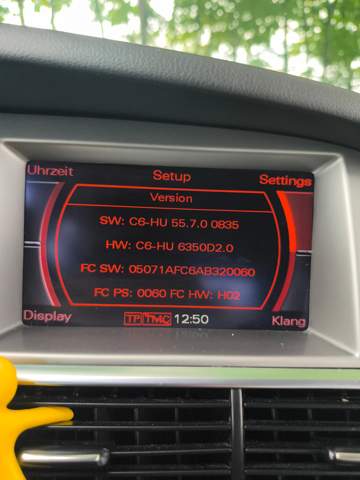 Uhrzeit Setup Settings
Version
SW: C6-HU 55.7.0 0835
HW: C6-HU 6350D2.0
FC SW: 05071AFC6AB320060
FC PS: 0060 FC HW: H02
Display TP TMC 12:50 Klang